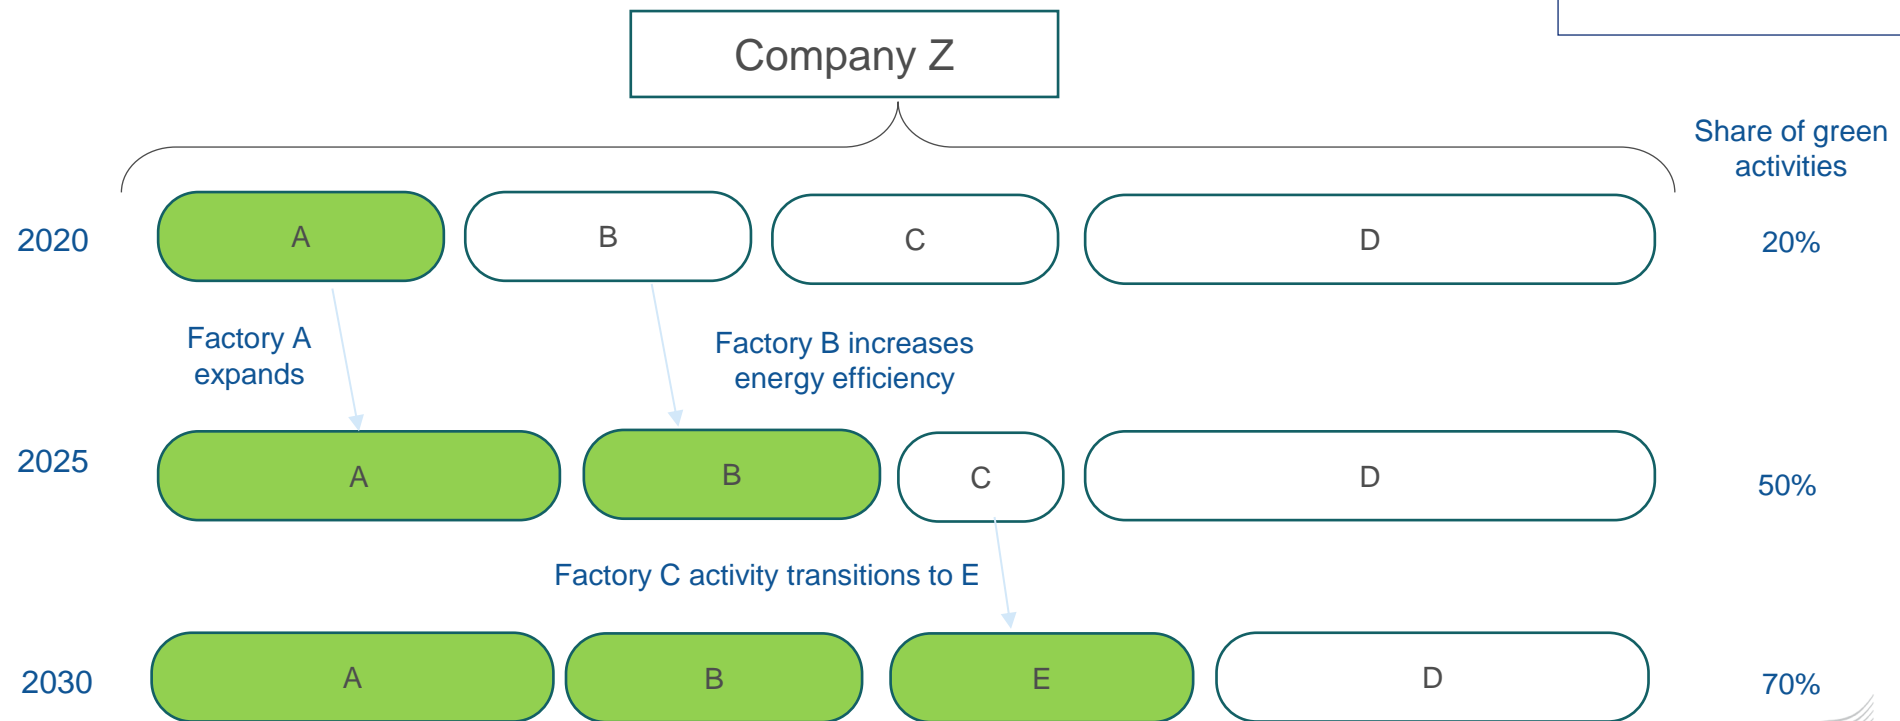 Company Z
Share of green
activities
2020
A
B
C
D
20%
Factory A
expands
Factory B increases
energy efficiency
2025
A
B
C
D
50%
Factory C activity transitions to E
2030
A
B
E
D
70%